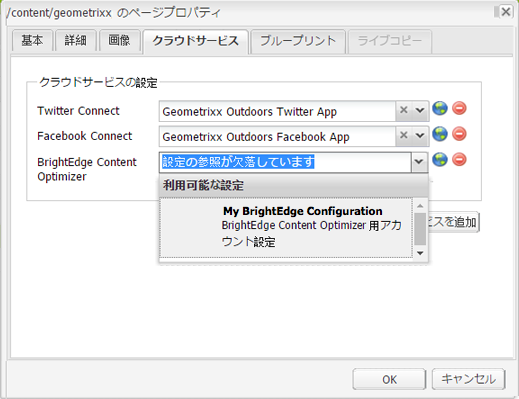 /content/geometrixx のページプロパティ
基本 詳細 画像 クラウドサービス ブループリント ライブコピー
クラウドサービスの設定
Twitter Connect Geometrixx Outdoors Twitter App
Facebook Connect Geometrixx Outdoors Facebook App
BrightEdge Content Optimizer 設定の参照が欠落しています
利用可能な設定
My BrightEdge Configuration
BrightEdge Content Optimizer 用アカ
ウント設定
ビスを追加
OK キャンセル